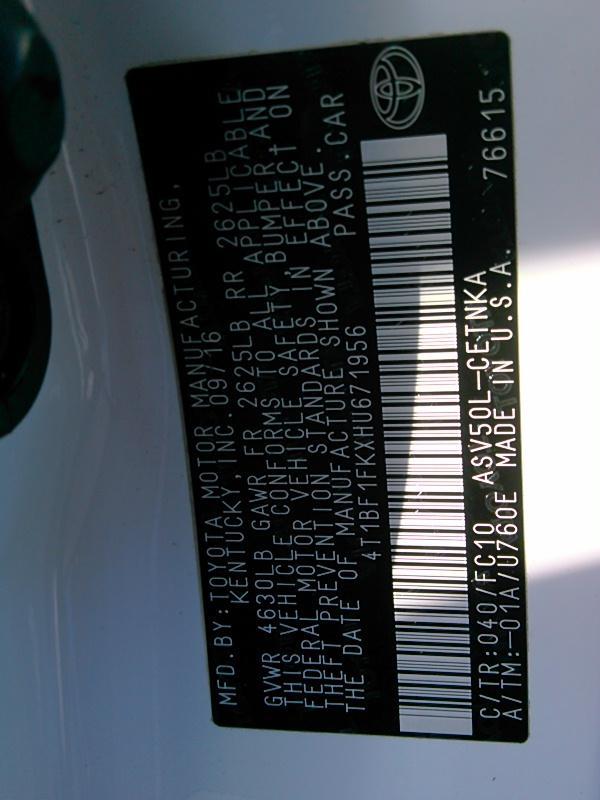 MFD. BY: TOYOTA MOTOR MANUFACTURING,
KENTUCKY, INC. 09/16
GVWR 4630LB GAWR FR 2625LB RR 2625LB
THIS VEHICLE CONFORMS TO ALL APPLICABLE
FEDERAL MOTOR VEHICLE SAFETY, BUMPER, AND
THEFT PREVENTION STANDARDS IN EFFECT ON
THE DATE OF MANUFACTURE SHOWN ABOVE.
4T1BF1FKXHU671956 PASS.CAR
C/TR:040/FC10 ASV50L-CETNKA
A/TM:-01A/U760E MADE IN U.S.A. 76615